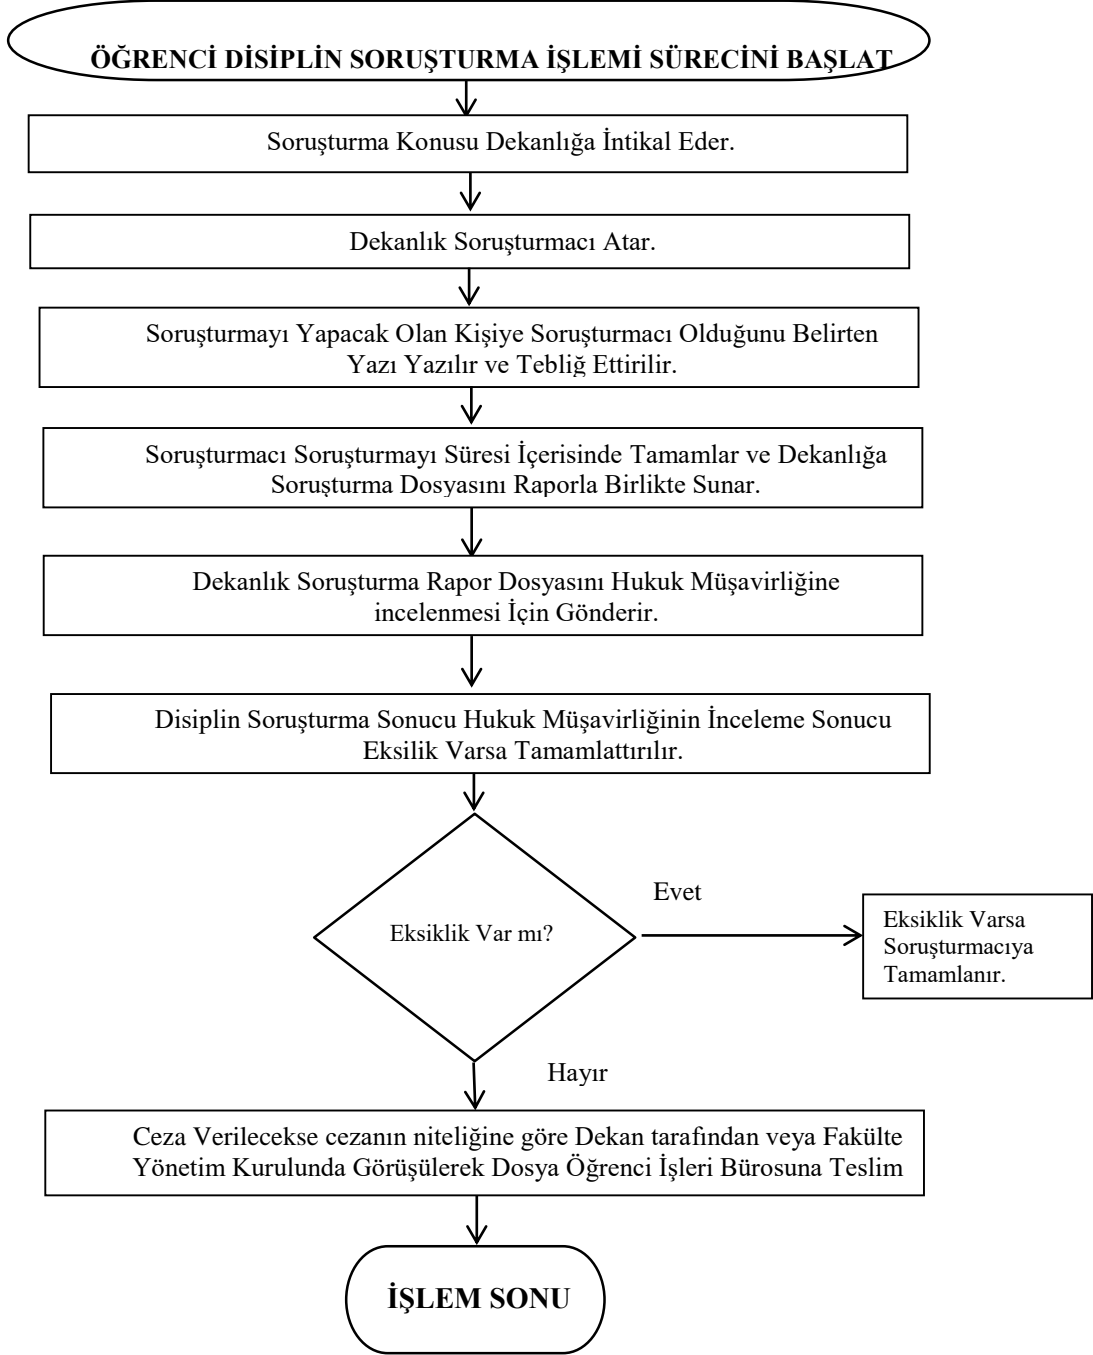 ÖĞRENCİ DİSİPLİN SORUŞTURMA İŞLEMİ SÜRECİNİ BAŞLAT
Soruşturma Konusu Dekanlığa İntikal Eder.
Dekanlık Soruşturmacı Atar.
Soruşturmayı Yapacak Olan Kişiye Soruşturmacı Olduğunu Belirten
Yazı Yazılır ve Tebliğ Ettirilir.
Soruşturmacı Soruşturmayı Süresi İçerisinde Tamamlar ve Dekanlığa
Soruşturma Dosyasını Raporla Birlikte Sunar.
Dekanlık Soruşturma Rapor Dosyasını Hukuk Müşavirliğine
incelenmesi İçin Gönderir.
Disiplin Soruşturma Sonucu Hukuk Müşavirliğinin İnceleme Sonucu
Eksilik Varsa Tamamlattırılır.
Evet
Eksiklik Var mı?
Eksiklik Varsa
Soruşturmacıya
Tamamlanır.
Hayır
Ceza Verilecekse cezanın niteliğine göre Dekan tarafından veya Fakülte
Yönetim Kurulunda Görüşülerek Dosya Öğrenci İşleri Bürosuna Teslim
İŞLEM SONU